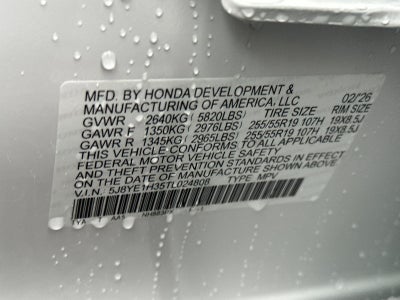 MFD. BY HONDA DEVELOPMENT &
MANUFACTURING OF AMERICA, LLC 02/26
GVWR 2640KG (5820LBS) TIRE SIZE RIM SIZE
GAWR F 1350KG (2976LBS) 255/55R19 107H 19X8.5J
GAWR R 1345KG (2965LBS) 255/55R19 107H 19X8.5J
THIS VEHICLE CONFORMS TO ALL APPLICABLE
FEDERAL MOTOR VEHICLE SAFETY
AND THEFT PREVENTION STANDARDS IN EFFECT
ON THE DATE OF MANUFACTURE SHOWN ABOVE
V.I.N. 5J8YE1H35TL024808 TYPE MPV
TYA AA5